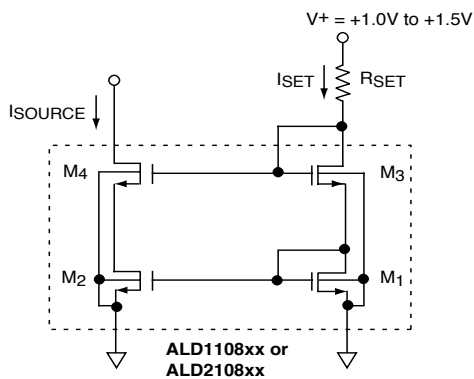 V+ = +1.0V to +1.5V
ISET
RSET
ISOURCE
M4
M3
M2
M1
ALD1108xx or
ALD2108xx